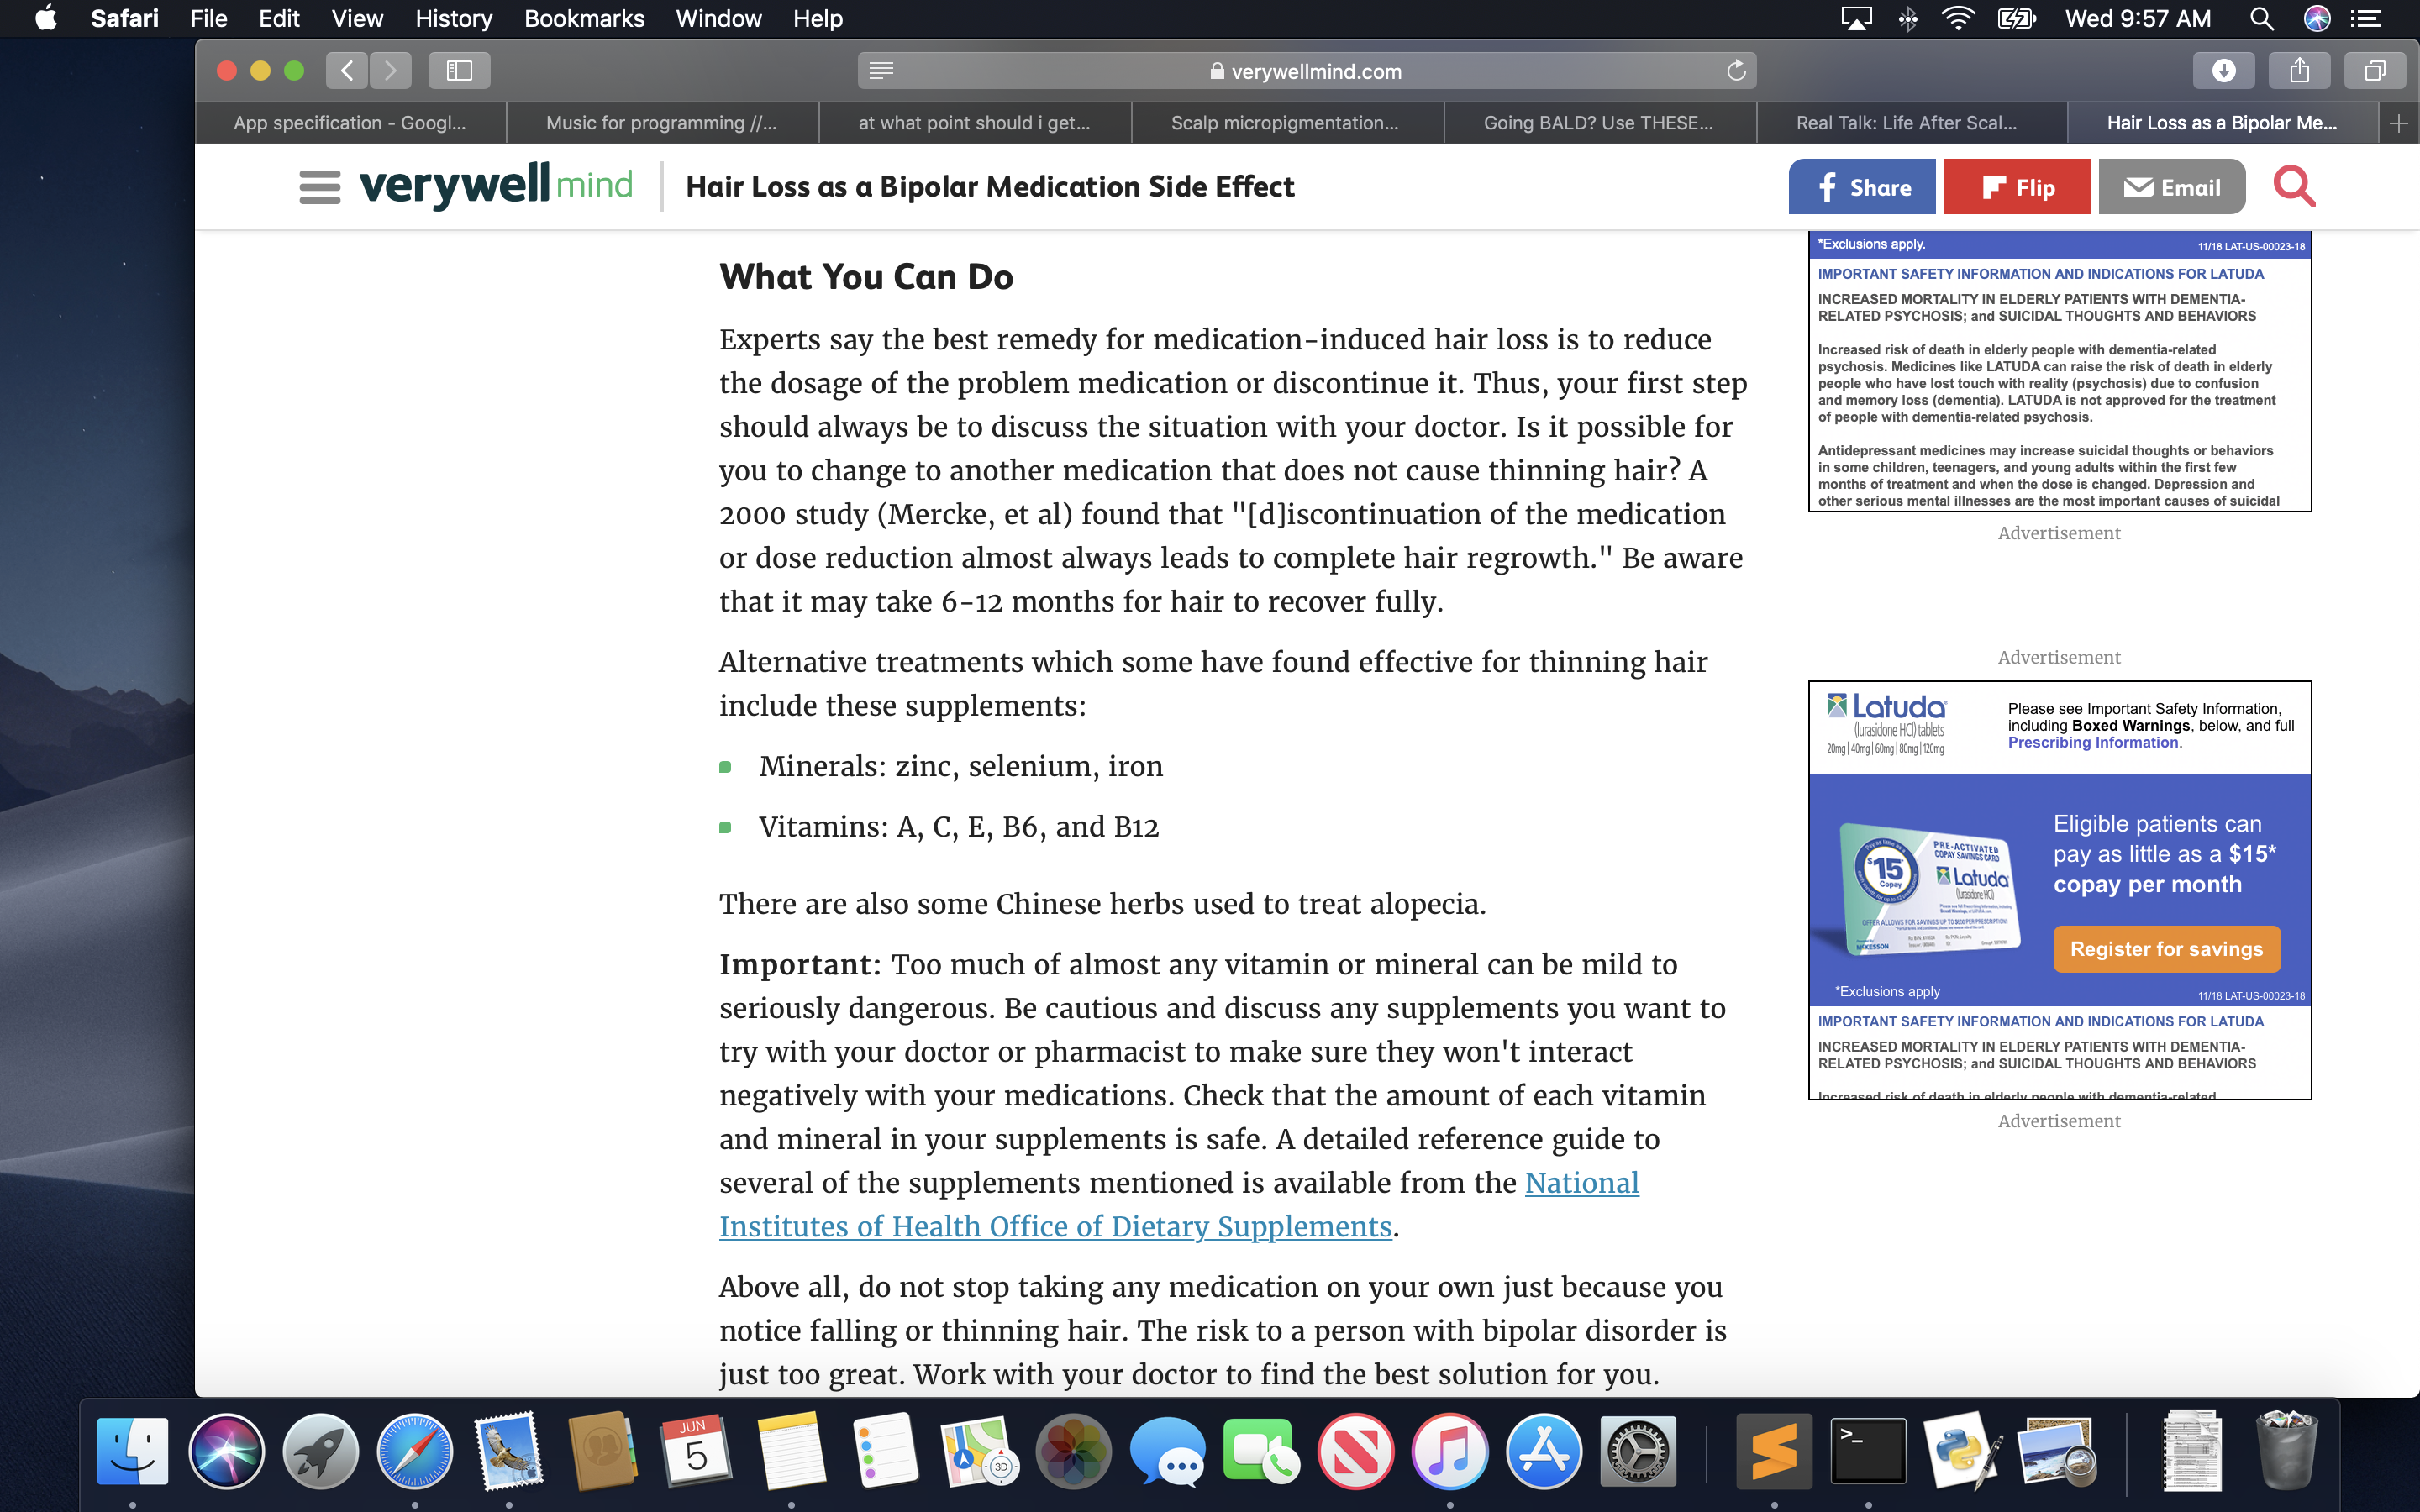 Safari File Edit View History Bookmarks Window Help Wed 9:57 AM
verywellmind.com
App specification - Googl... Music for programming //... at what point should i get... Scalp micropigmentation... Going BALD? Use THESE... Real Talk: Life After Scal... Hair Loss as a Bipolar Me...
verywell mind Hair Loss as a Bipolar Medication Side Effect Share Flip Email
What You Can Do
Experts say the best remedy for medication-induced hair loss is to reduce
the dosage of the problem medication or discontinue it. Thus, your first step
should always be to discuss the situation with your doctor. Is it possible for
you to change to another medication that does not cause thinning hair? A
2000 study (Mercke, et al) found that "[d]iscontinuation of the medication
or dose reduction almost always leads to complete hair regrowth." Be aware
that it may take 6-12 months for hair to recover fully.
Alternative treatments which some have found effective for thinning hair
include these supplements:
Minerals: zinc, selenium, iron
Vitamins: A, C, E, B6, and B12
There are also some Chinese herbs used to treat alopecia.
Important: Too much of almost any vitamin or mineral can be mild to
seriously dangerous. Be cautious and discuss any supplements you want to
try with your doctor or pharmacist to make sure they won't interact
negatively with your medications. Check that the amount of each vitamin
and mineral in your supplements is safe. A detailed reference guide to
several of the supplements mentioned is available from the National
Institutes of Health Office of Dietary Supplements.
Above all, do not stop taking any medication on your own just because you
notice falling or thinning hair. The risk to a person with bipolar disorder is
just too great. Work with your doctor to find the best solution for you.
*Exclusions apply. 11/18 LAT-US-00023-18
IMPORTANT SAFETY INFORMATION AND INDICATIONS FOR LATUDA
INCREASED MORTALITY IN ELDERLY PATIENTS WITH DEMENTIA-
RELATED PSYCHOSIS; and SUICIDAL THOUGHTS AND BEHAVIORS
Increased risk of death in elderly people with dementia-related
psychosis. Medicines like LATUDA can raise the risk of death in elderly
people who have lost touch with reality (psychosis) due to confusion
and memory loss (dementia). LATUDA is not approved for the treatment
of people with dementia-related psychosis.
Antidepressant medicines may increase suicidal thoughts or behaviors
in some children, teenagers, and young adults within the first few
months of treatment and when the dose is changed. Depression and
other serious mental illnesses are the most important causes of suicidal
Advertisement
Advertisement
Latuda
(lurasidone HCl) tablets
20mg | 40mg | 60mg | 80mg | 120mg
Please see Important Safety Information,
including Boxed Warnings, below, and full
Prescribing Information.
PRE-ACTIVATED
COPAY SAVINGS CARD
$15
Copay
Latuda
(lurasidone HCl)
MCKESSON
Eligible patients can
pay as little as a $15*
copay per month
Register for savings
*Exclusions apply 11/18 LAT-US-00023-18
IMPORTANT SAFETY INFORMATION AND INDICATIONS FOR LATUDA
INCREASED MORTALITY IN ELDERLY PATIENTS WITH DEMENTIA-
RELATED PSYCHOSIS; and SUICIDAL THOUGHTS AND BEHAVIORS
Increased risk of death in elderly people with dementia-related
Advertisement
JUN
5
3D
>_